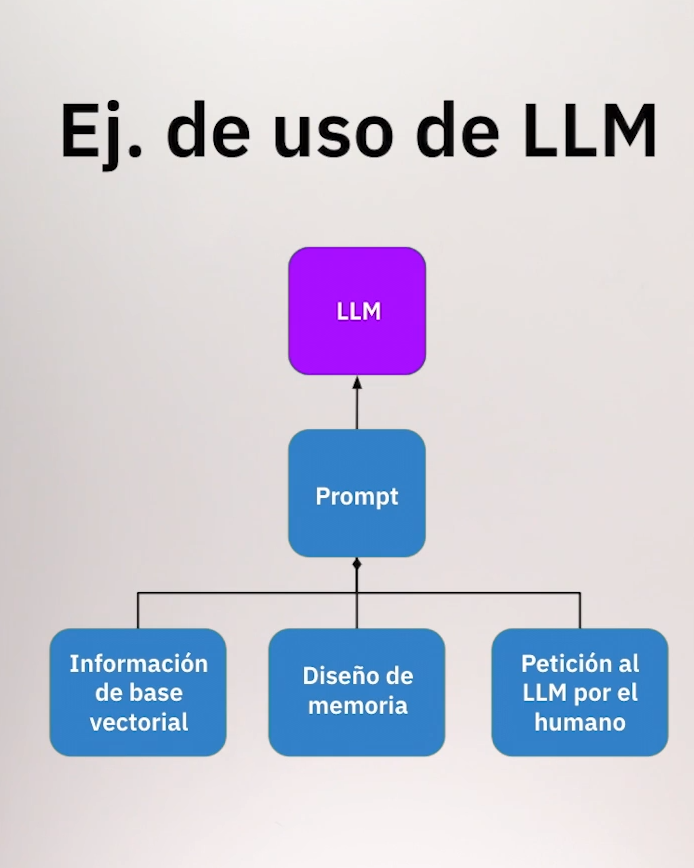 Ej. de uso de LLM
LLM
Prompt
Información
de base
vectorial
Diseño de
memoria
Petición al
LLM por el
humano